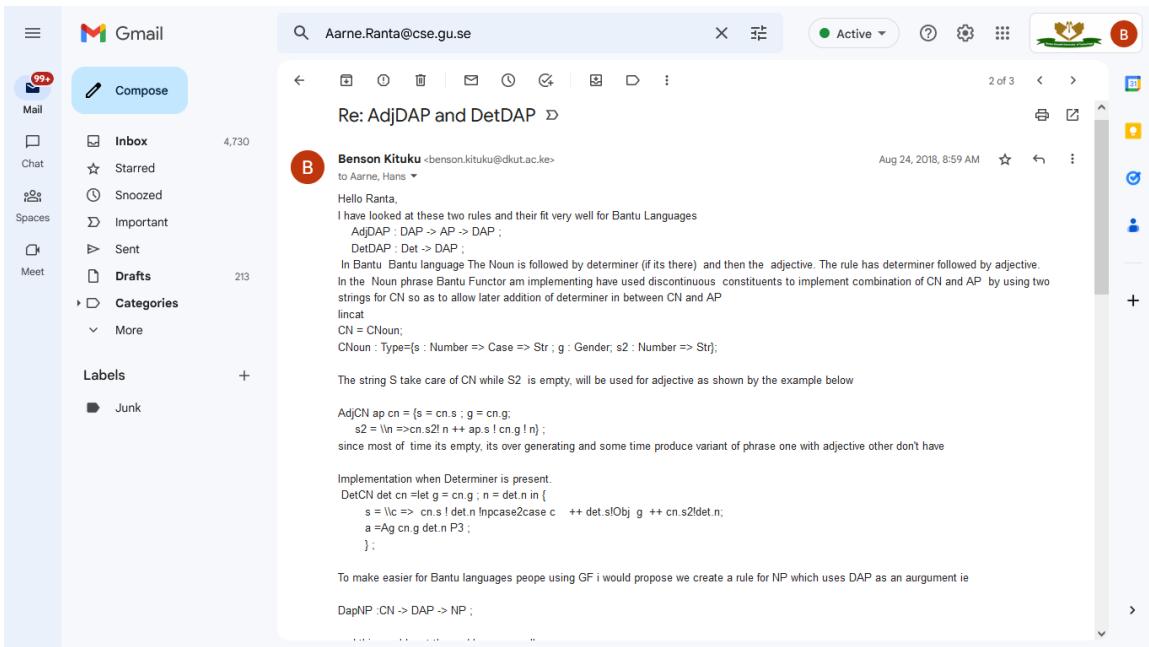 Gmail
Aarne.Ranta@cse.gu.se
Active
B
99+
Mail
Chat
Spaces
Meet
Compose
Inbox 4,730
Starred
Snoozed
Important
Sent
Drafts 213
Categories
More
Labels
Junk
2 of 3
31
Re: AdjDAP and DetDAP
B
Benson Kituku <benson.kituku@dkut.ac.ke> Aug 24, 2018, 8:59 AM
to Aarne, Hans
Hello Ranta,
I have looked at these two rules and their fit very well for Bantu Languages
AdjDAP : DAP -> AP -> DAP ;
DetDAP : Det -> DAP ;
In Bantu Bantu language The Noun is followed by determiner (if its there) and then the adjective. The rule has determiner followed by adjective.
In the Noun phrase Bantu Functor am implementing have used discontinuous constituents to implement combination of CN and AP by using two
strings for CN so as to allow later addition of determiner in between CN and AP
lincat
CN = CNoun;
CNoun : Type={s : Number => Case => Str ; g : Gender; s2 : Number => Str};
The string S take care of CN while S2 is empty, will be used for adjective as shown by the example below
AdjCN ap cn = {s = cn.s ; g = cn.g;
s2 = \\n =>cn.s2! n ++ ap.s ! cn.g ! n} ;
since most of time its empty, its over generating and some time produce variant of phrase one with adjective other don't have
Implementation when Determiner is present.
DetCN det cn =let g = cn.g ; n = det.n in {
s = \\c => cn.s ! det.n !npcase2case c ++ det.s!Obj g ++ cn.s2!det.n;
a =Ag cn.g det.n P3 ;
} ;
To make easier for Bantu languages peope using GF i would propose we create a rule for NP which uses DAP as an aurgument ie
DapNP :CN -> DAP -> NP ;